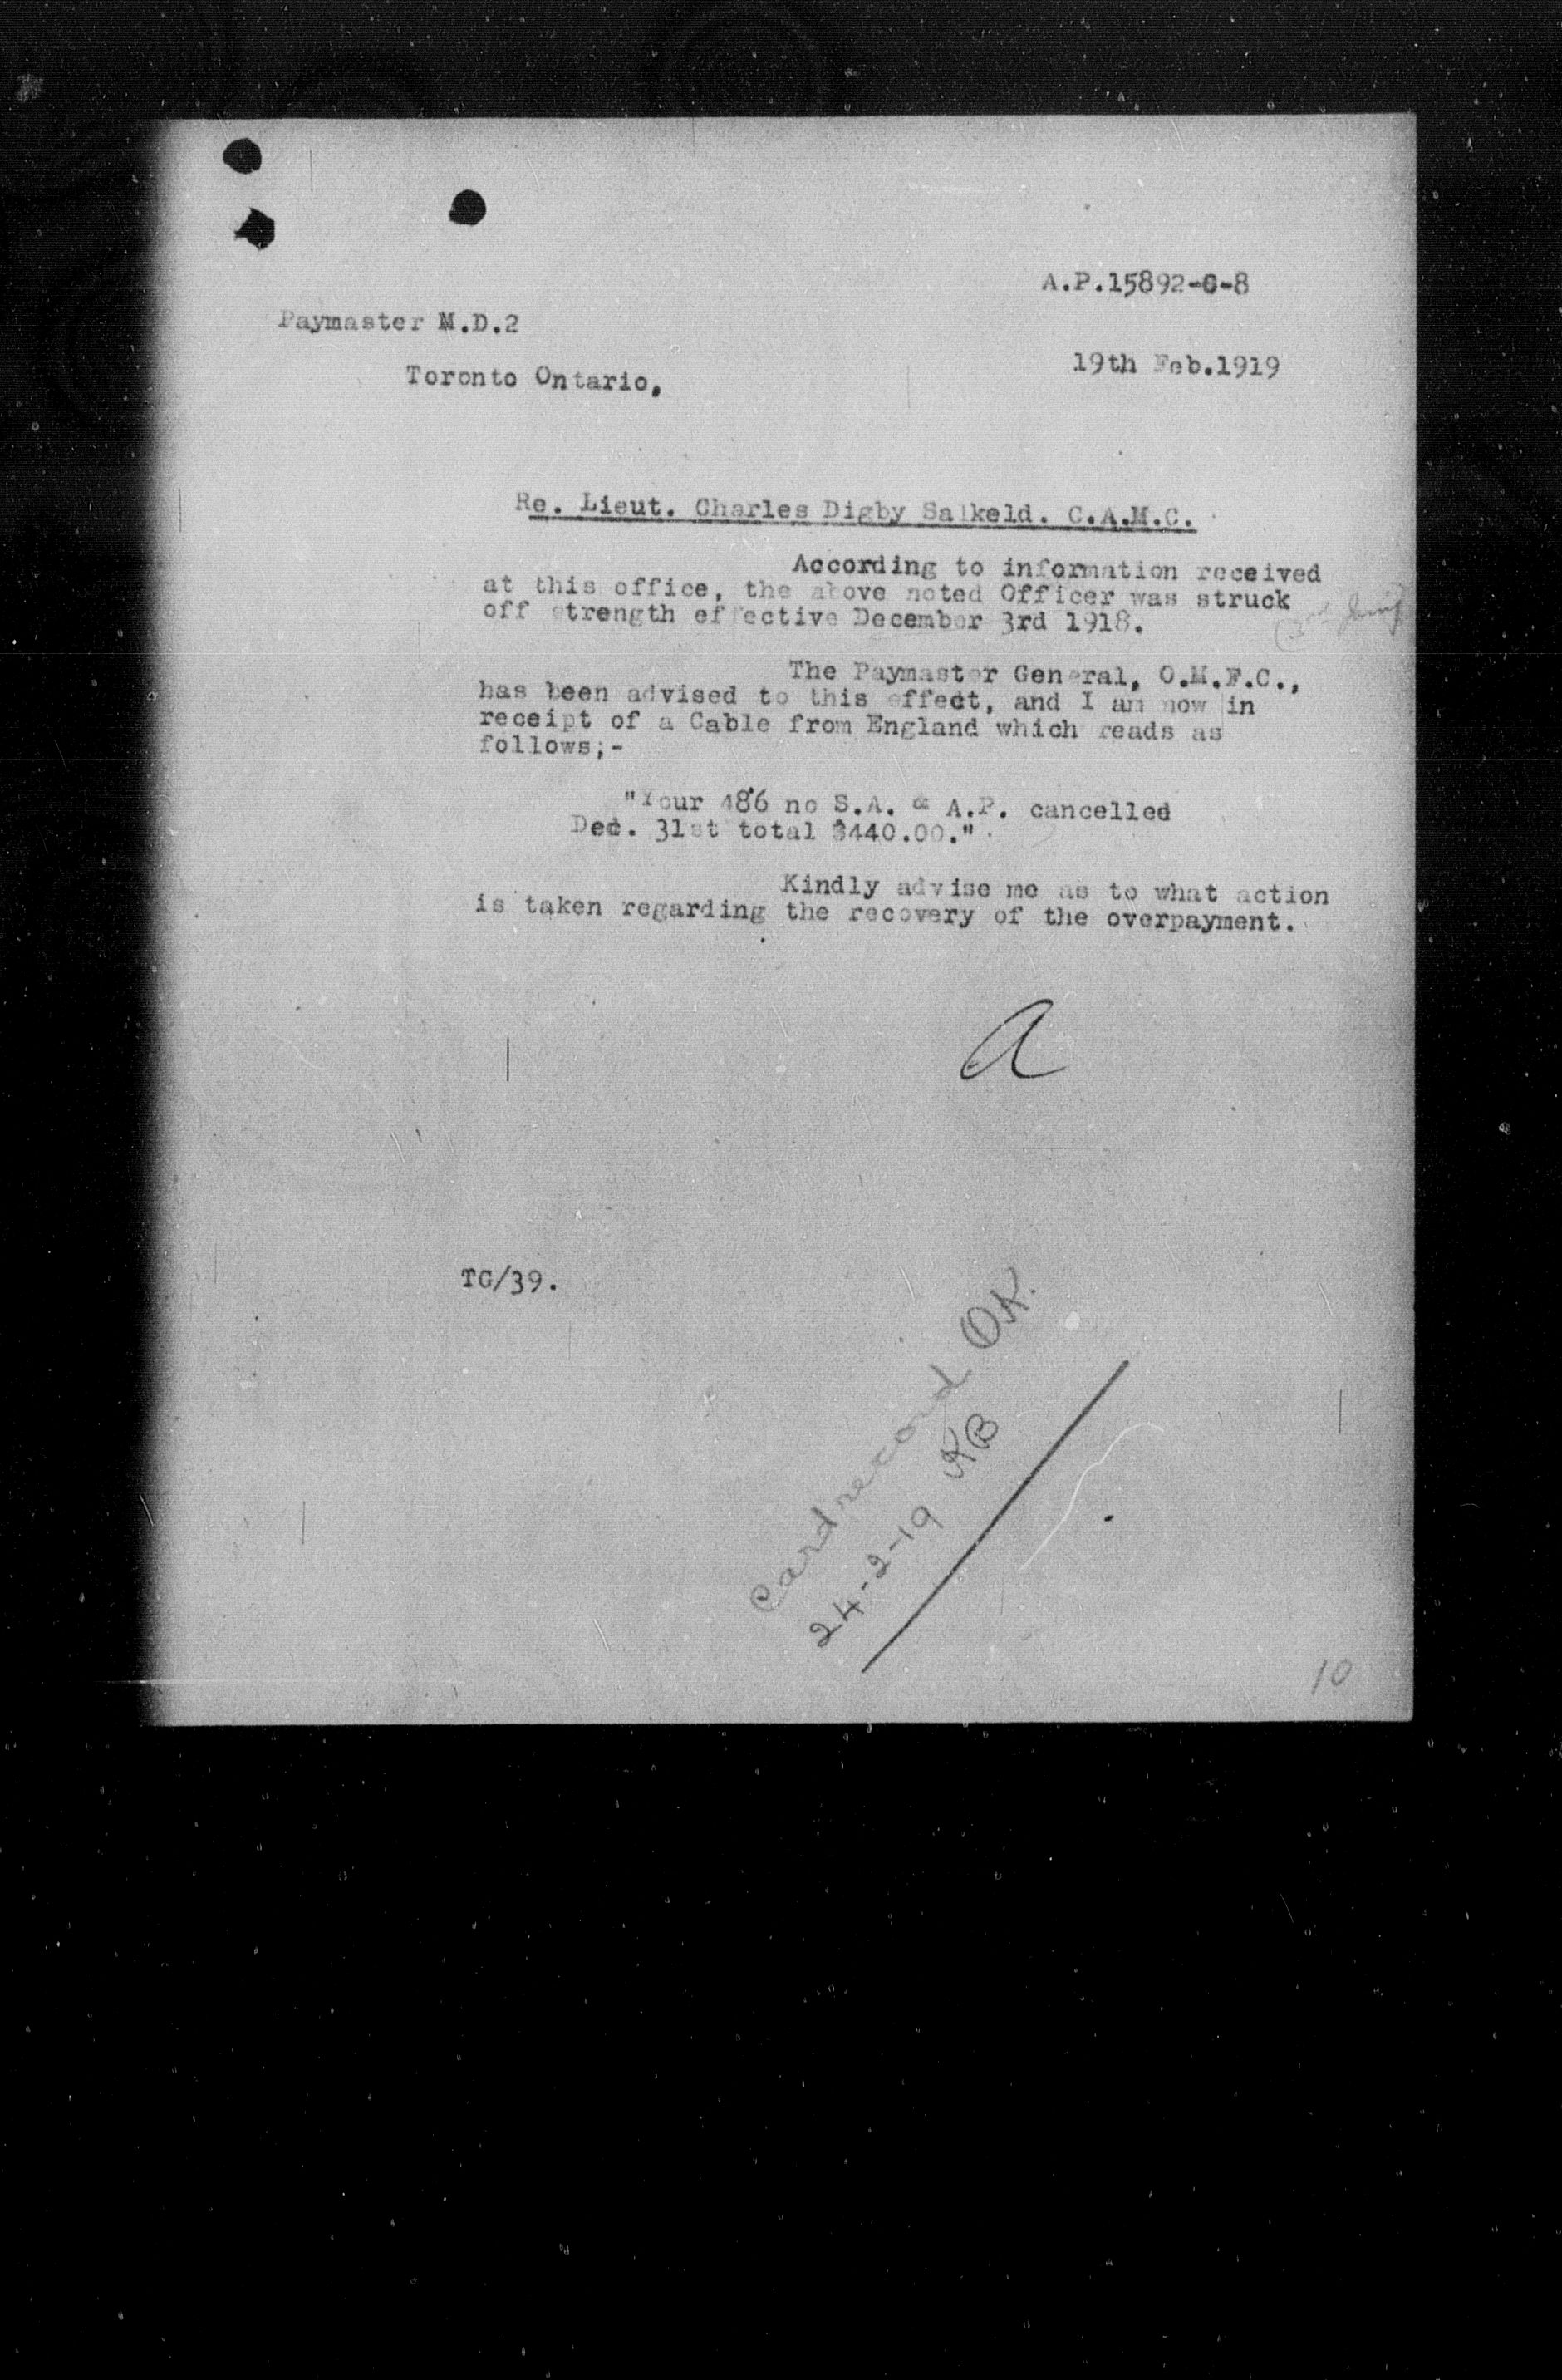 A.P.15892-C-8
Paymaster M.D.2
19th Feb.1919
Toronto Ontario.
Re. Lieut. Charles Digby Salkeld. C.A.M.C.
According to information received
at this office, the above noted Officer was struck
off strength effective December 3rd 1918.
The Paymaster General, O.M.F.C.,
has been advised to this effect, and I am now in
receipt of a Cable from England which reads as
follows;-
"Your 486 no S.A. & A.P. cancelled
Dec. 31st total $440.00."
Kindly advise me as to what action
is taken regarding the recovery of the overpayment.
a
TG/39.
Card record OK.
24-2-19 KB
10